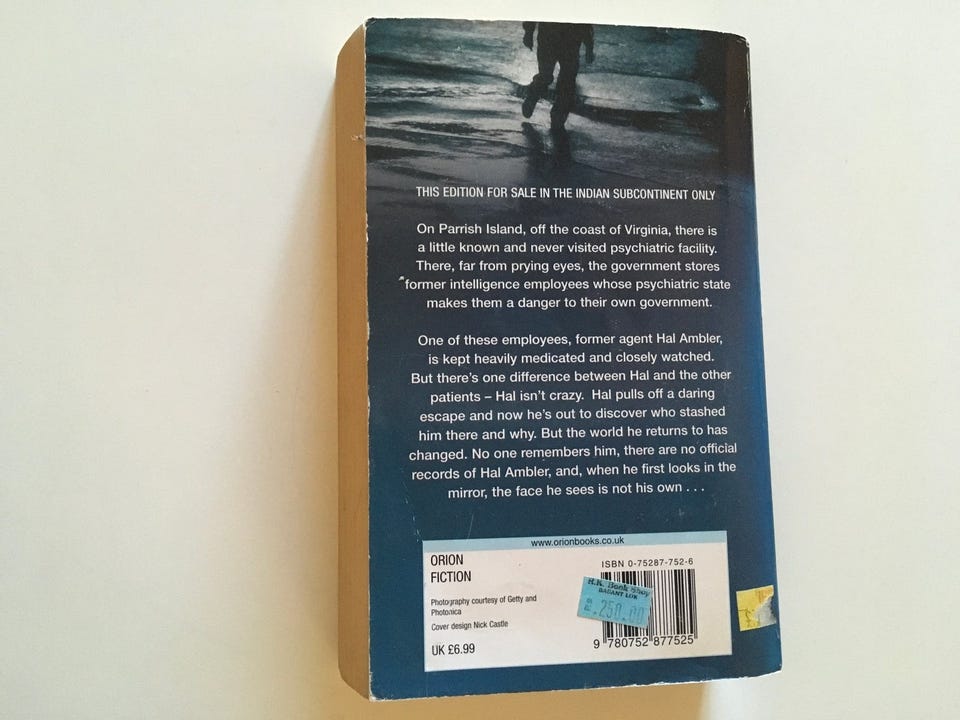 THIS EDITION FOR SALE IN THE INDIAN SUBCONTINENT ONLY
On Parrish Island, off the coast of Virginia, there is
a little known and never visited psychiatric facility.
There, far from prying eyes, the government stores
former intelligence employees whose psychiatric state
makes them a danger to their own government.
One of these employees, former agent Hal Ambler,
is kept heavily medicated and closely watched.
But there's one difference between Hal and the other
patients – Hal isn't crazy. Hal pulls off a daring
escape and now he's out to discover who stashed
him there and why. But the world he returns to has
changed. No one remembers him, there are no official
records of Hal Ambler, and, when he first looks in the
mirror, the face he sees is not his own . . .
www.orionbooks.co.uk
ORION
FICTION
Photography courtesy of Getty and
Photonica
Cover design Nick Castle
UK £6.99
ISBN 0-75287-752-6
Book Shop
BASANT LOK
250.00
9 780752 877525